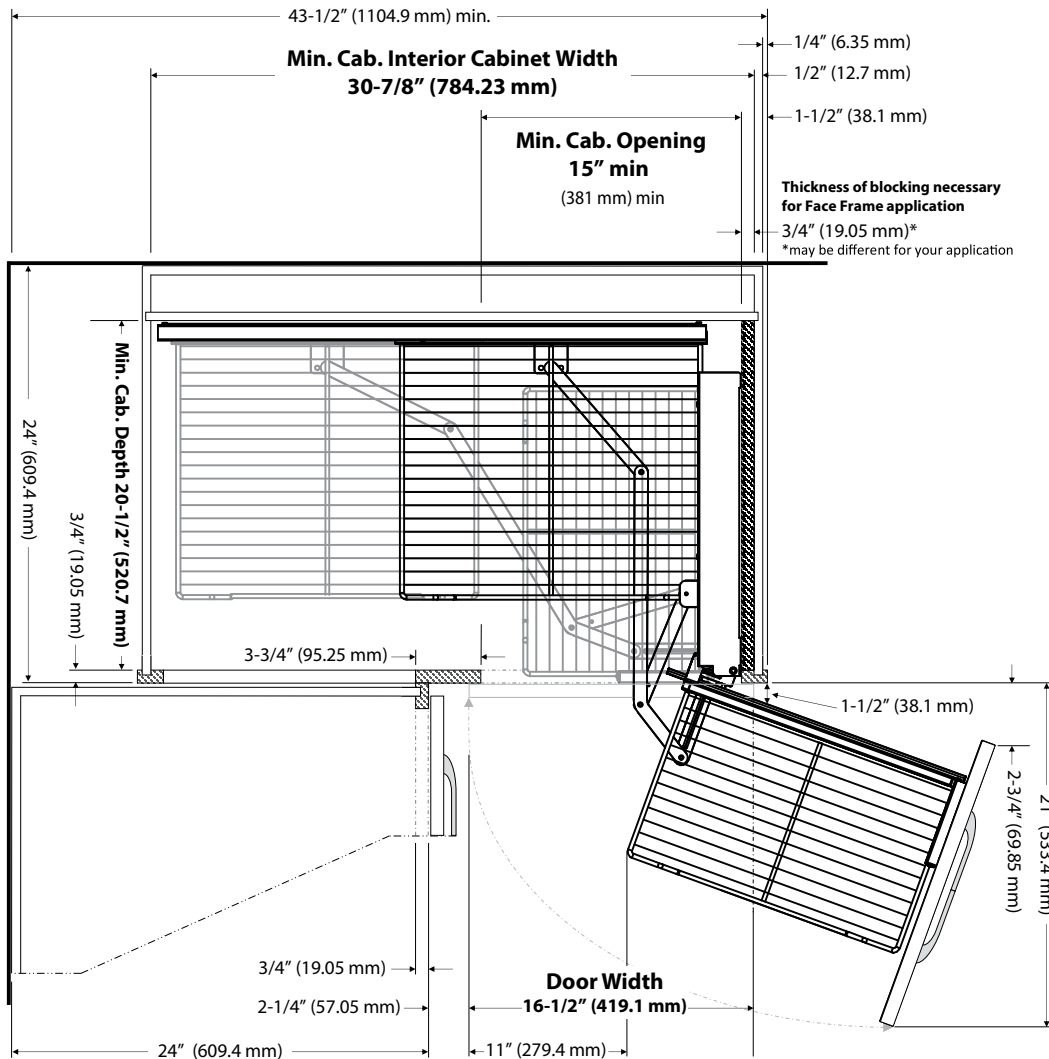 43-1/2” (1104.9 mm) min.
1/4” (6.35 mm)
Min. Cab. Interior Cabinet Width
30-7/8” (784.23 mm)
1/2” (12.7 mm)
1-1/2” (38.1 mm)
Min. Cab. Opening
15” min
(381 mm) min
Thickness of blocking necessary
for Face Frame application
3/4” (19.05 mm)*
*may be different for your application
24” (609.4 mm)
Min. Cab. Depth 20-1/2” (520.7 mm)
3/4” (19.05 mm)
3-3/4” (95.25 mm)
1-1/2” (38.1 mm)
2-3/4” (69.85 mm)
21” (533.4 mm)
3/4” (19.05 mm)
2-1/4” (57.05 mm)
Door Width
16-1/2” (419.1 mm)
24” (609.4 mm)
11” (279.4 mm)